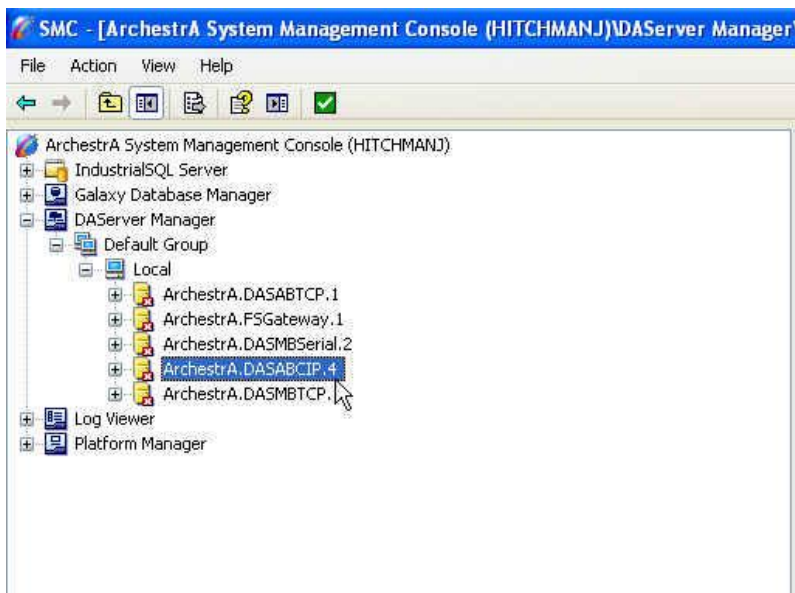 SMC - [ArchestrA System Management Console (HITCHMANJ)\DAServer Manager
File Action View Help
ArchestrA System Management Console (HITCHMANJ)
IndustrialSQL Server
Galaxy Database Manager
DAServer Manager
Default Group
Local
ArchestrA.DASABTCP.1
ArchestrA.FSGateway.1
ArchestrA.DASMBSerial.2
ArchestrA.DASABCIP.4
ArchestrA.DASMBTCP.
Log Viewer
Platform Manager